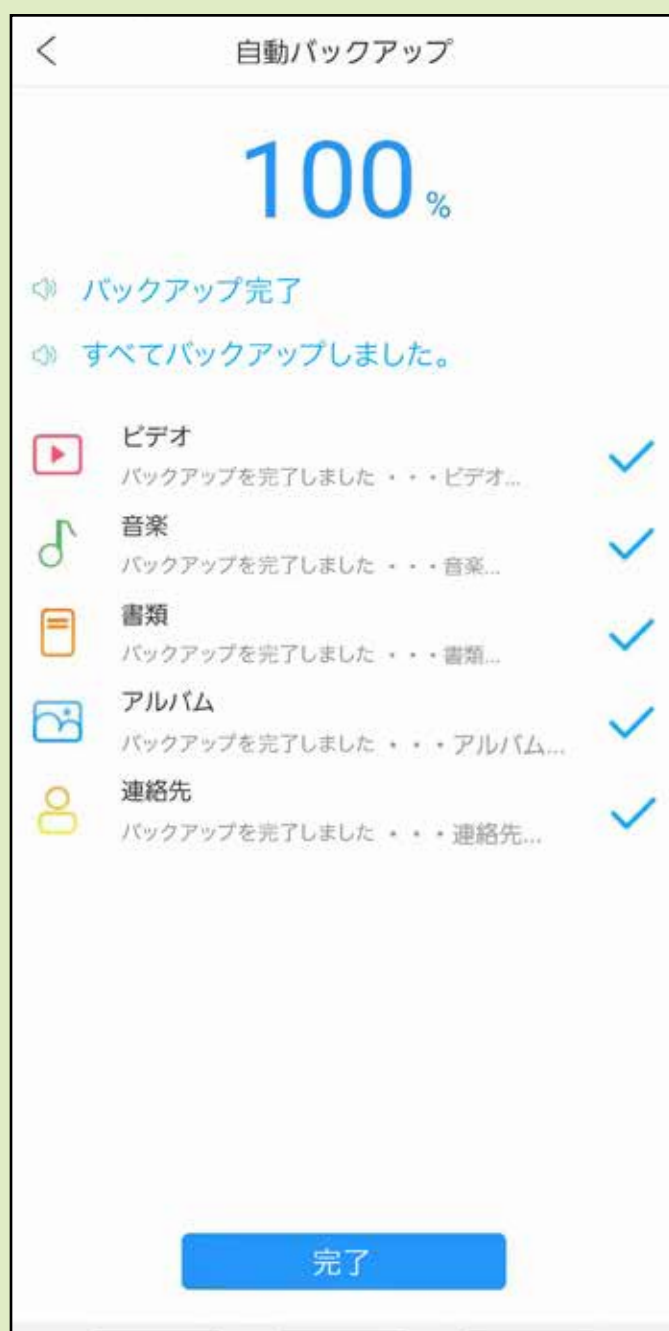 自動バックアップ
100%
バックアップ完了
すべてバックアップしました。
ビデオ
バックアップを完了しました・・・ビデオ...
音楽
バックアップを完了しました・・・音楽...
書類
バックアップを完了しました・・・書類...
アルバム
バックアップを完了しました・・・アルバム...
連絡先
バックアップを完了しました・・・連絡先...
完了